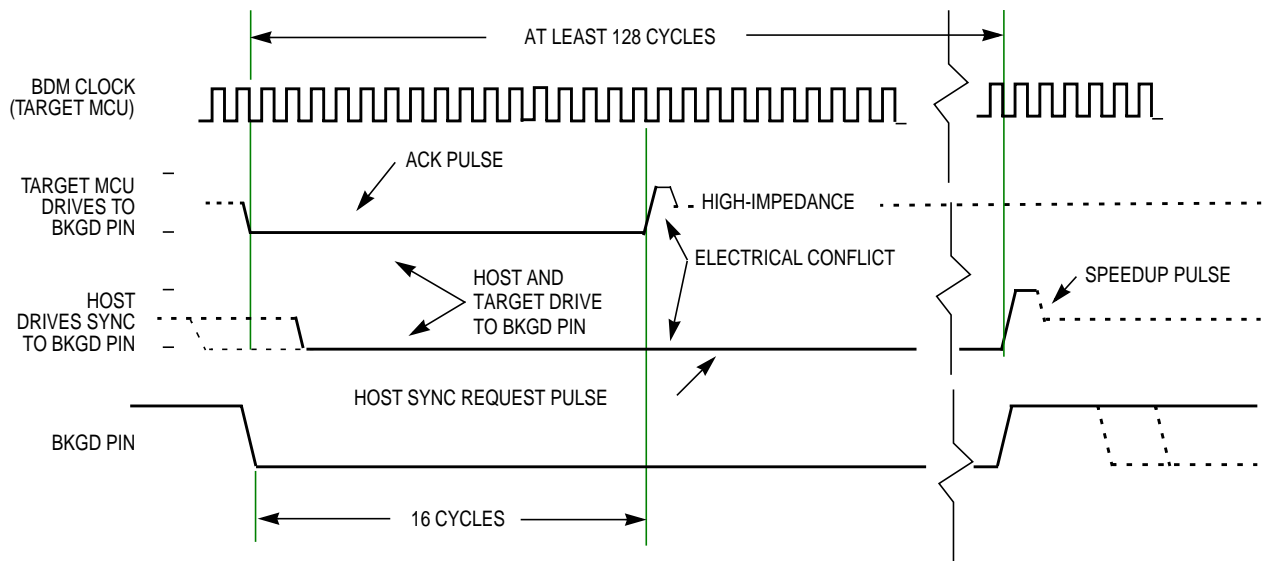 AT LEAST 128 CYCLES
BDM CLOCK
(TARGET MCU)
ACK PULSE
TARGET MCU
DRIVES TO
BKGD PIN
HIGH-IMPEDANCE
ELECTRICAL CONFLICT
HOST AND
TARGET DRIVE
TO BKGD PIN
SPEEDUP PULSE
HOST
DRIVES SYNC
TO BKGD PIN
HOST SYNC REQUEST PULSE
BKGD PIN
16 CYCLES